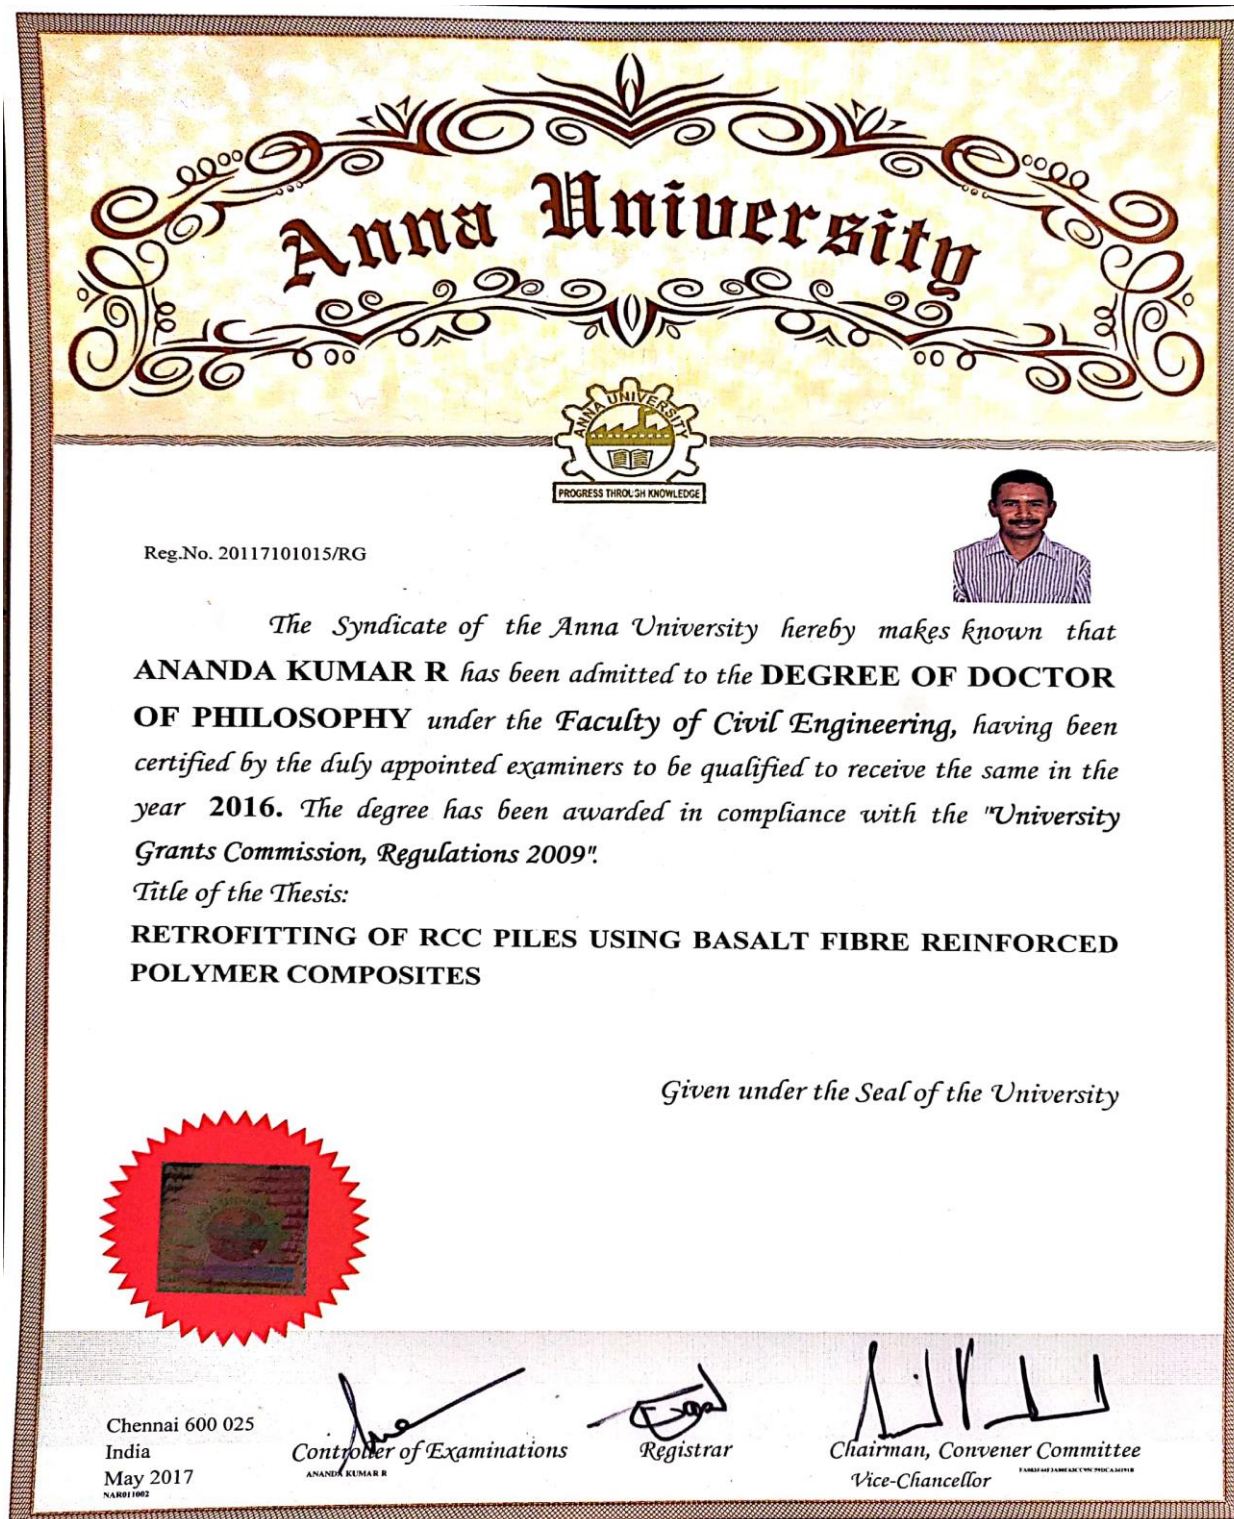 Anna University
ANNA UNIVERSITY
PROGRESS THROUGH KNOWLEDGE
Reg.No. 20117101015/RG
The Syndicate of the Anna University hereby makes known that
ANANDA KUMAR R has been admitted to the DEGREE OF DOCTOR
OF PHILOSOPHY under the Faculty of Civil Engineering, having been
certified by the duly appointed examiners to be qualified to receive the same in the
year 2016. The degree has been awarded in compliance with the "University
Grants Commission, Regulations 2009".
Title of the Thesis:
RETROFITTING OF RCC PILES USING BASALT FIBRE REINFORCED
POLYMER COMPOSITES
Given under the Seal of the University
Chennai 600 025
India
May 2017
NAR011002
Controller of Examinations
ANANDA KUMAR R
Registrar
Chairman, Convener Committee
Vice-Chancellor